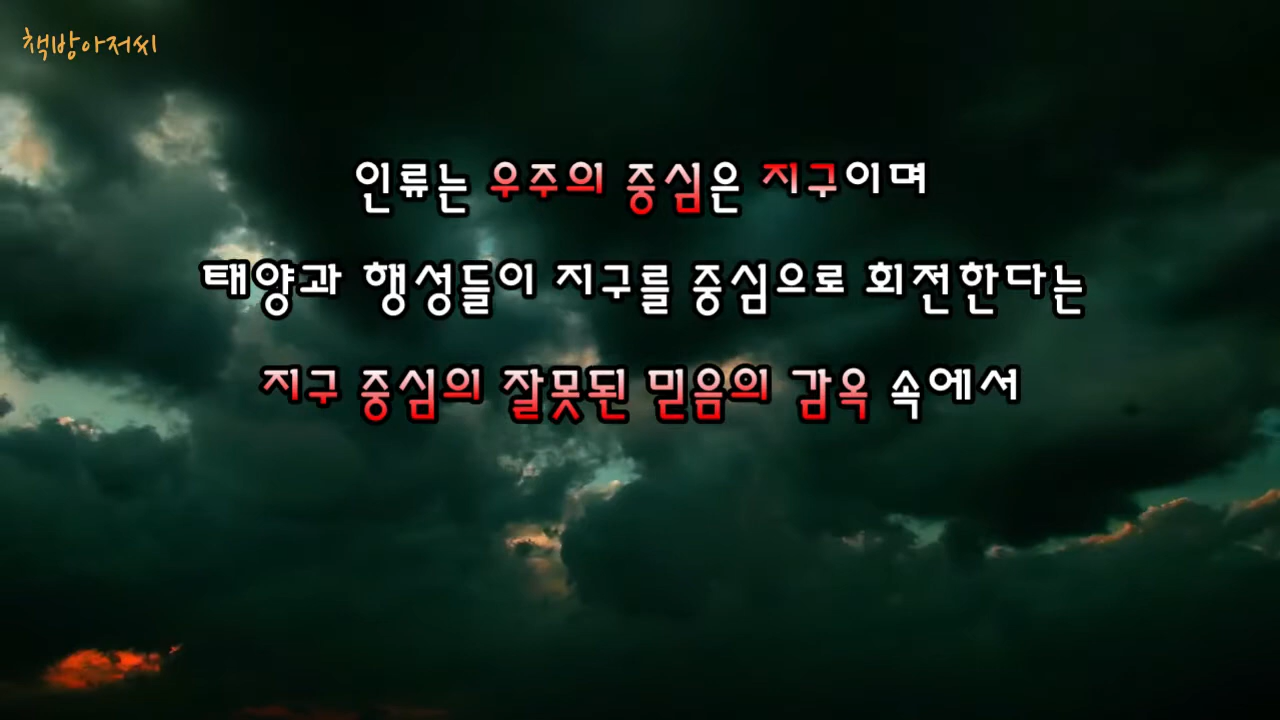 책방아저씨
인류는 우주의 중심은 지구이며
태양과 행성들이 지구를 중심으로 회전한다는
지구 중심의 잘못된 믿음의 감옥 속에서